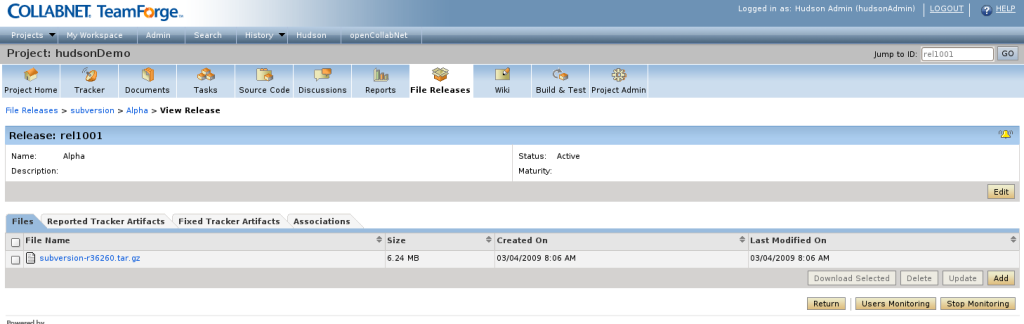 COLLABNET TeamForge
Logged in as: Hudson Admin (hudsonAdmin) LOGOUT ? HELP
Projects My Workspace Admin Search History Hudson openCollabNet
Project: hudsonDemo Jump to ID: rel1001 GO
Project Home Tracker Documents Tasks Source Code Discussions Reports File Releases Wiki Build & Test Project Admin
File Releases > subversion > Alpha > View Release
Release: rel1001
Name: Alpha Status: Active
Description: Maturity:
Edit
Files Reported Tracker Artifacts Fixed Tracker Artifacts Associations
File Name Size Created On Last Modified On
subversion-r36260.tar.gz 6.24 MB 03/04/2009 8:06 AM 03/04/2009 8:06 AM
Download Selected Delete Update Add
Return Users Monitoring Stop Monitoring
Powered by